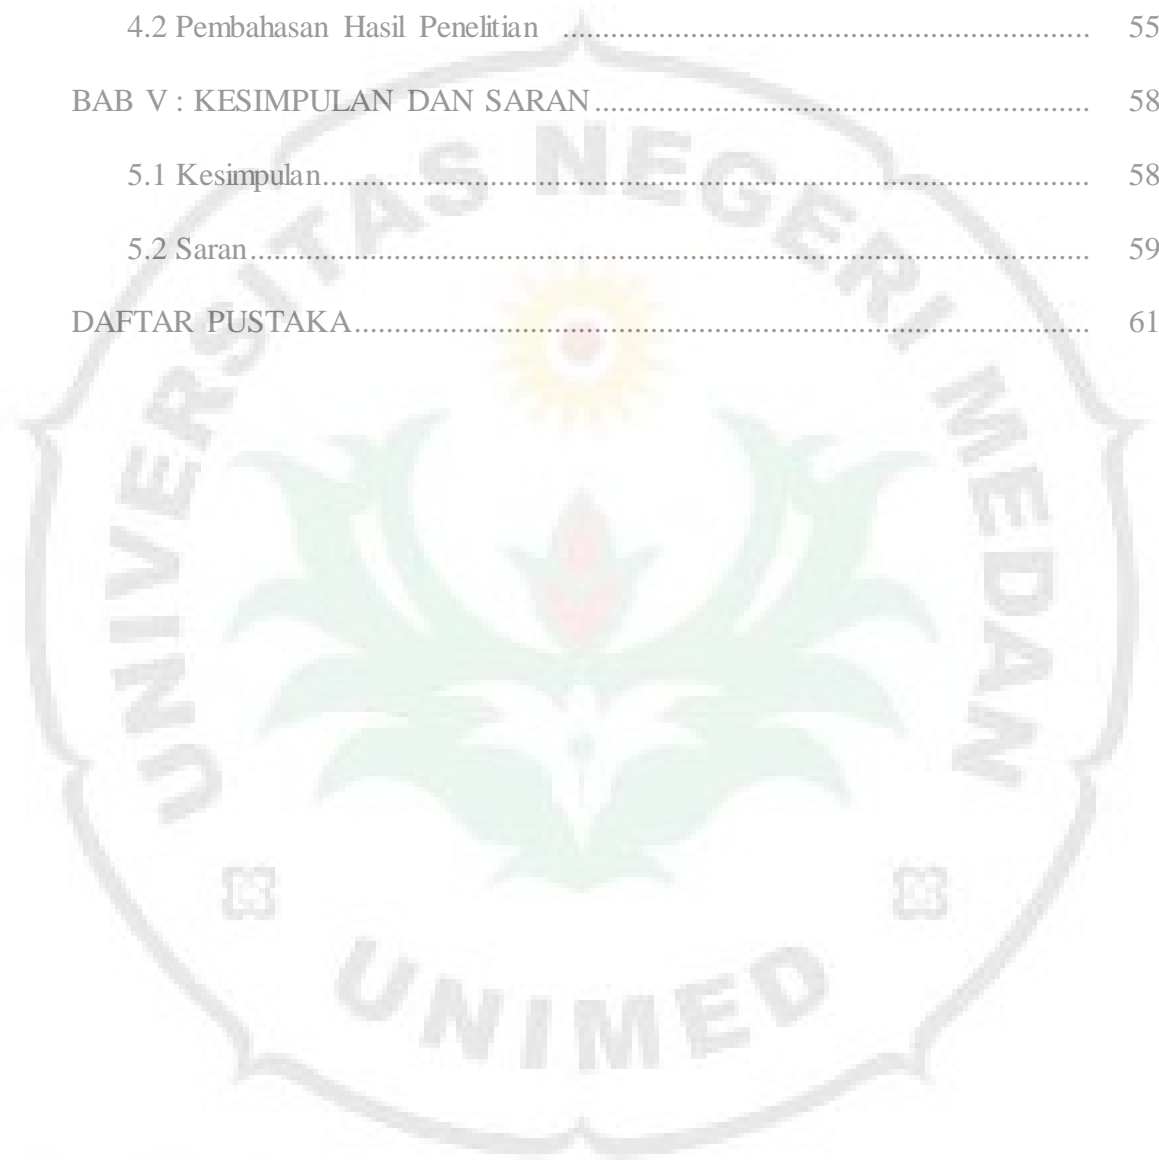 4.2 Pembahasan Hasil Penelitian .................................................................. 55
BAB V : KESIMPULAN DAN SARAN.............................................................. 58
5.1 Kesimpulan................................................................................................ 58
5.2 Saran......................................................................................................... 59
DAFTAR PUSTAKA............................................................................................ 61
UNIVERSITAS NEGERI MEDAN
UNIMED